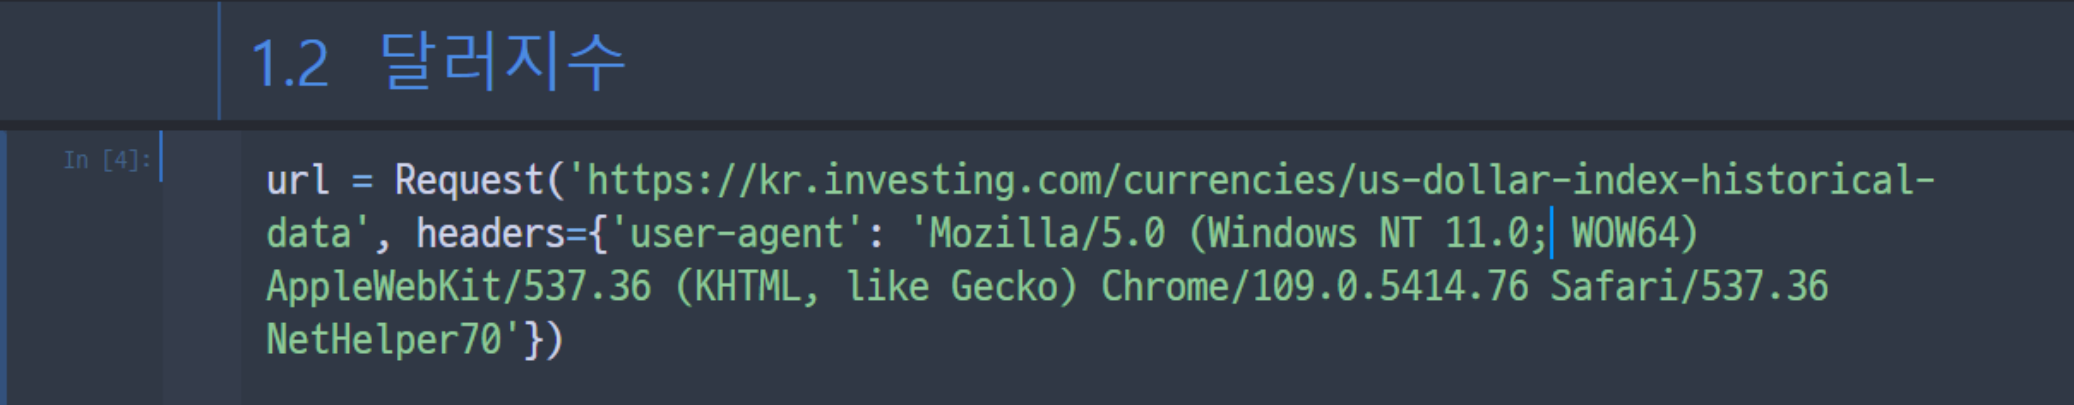 1.2 달러지수
In [4]:
url = Request('https://kr.investing.com/currencies/us-dollar-index-historical-
data', headers={'user-agent': 'Mozilla/5.0 (Windows NT 11.0; WOW64)
AppleWebKit/537.36 (KHTML, like Gecko) Chrome/109.0.5414.76 Safari/537.36
NetHelper70'})